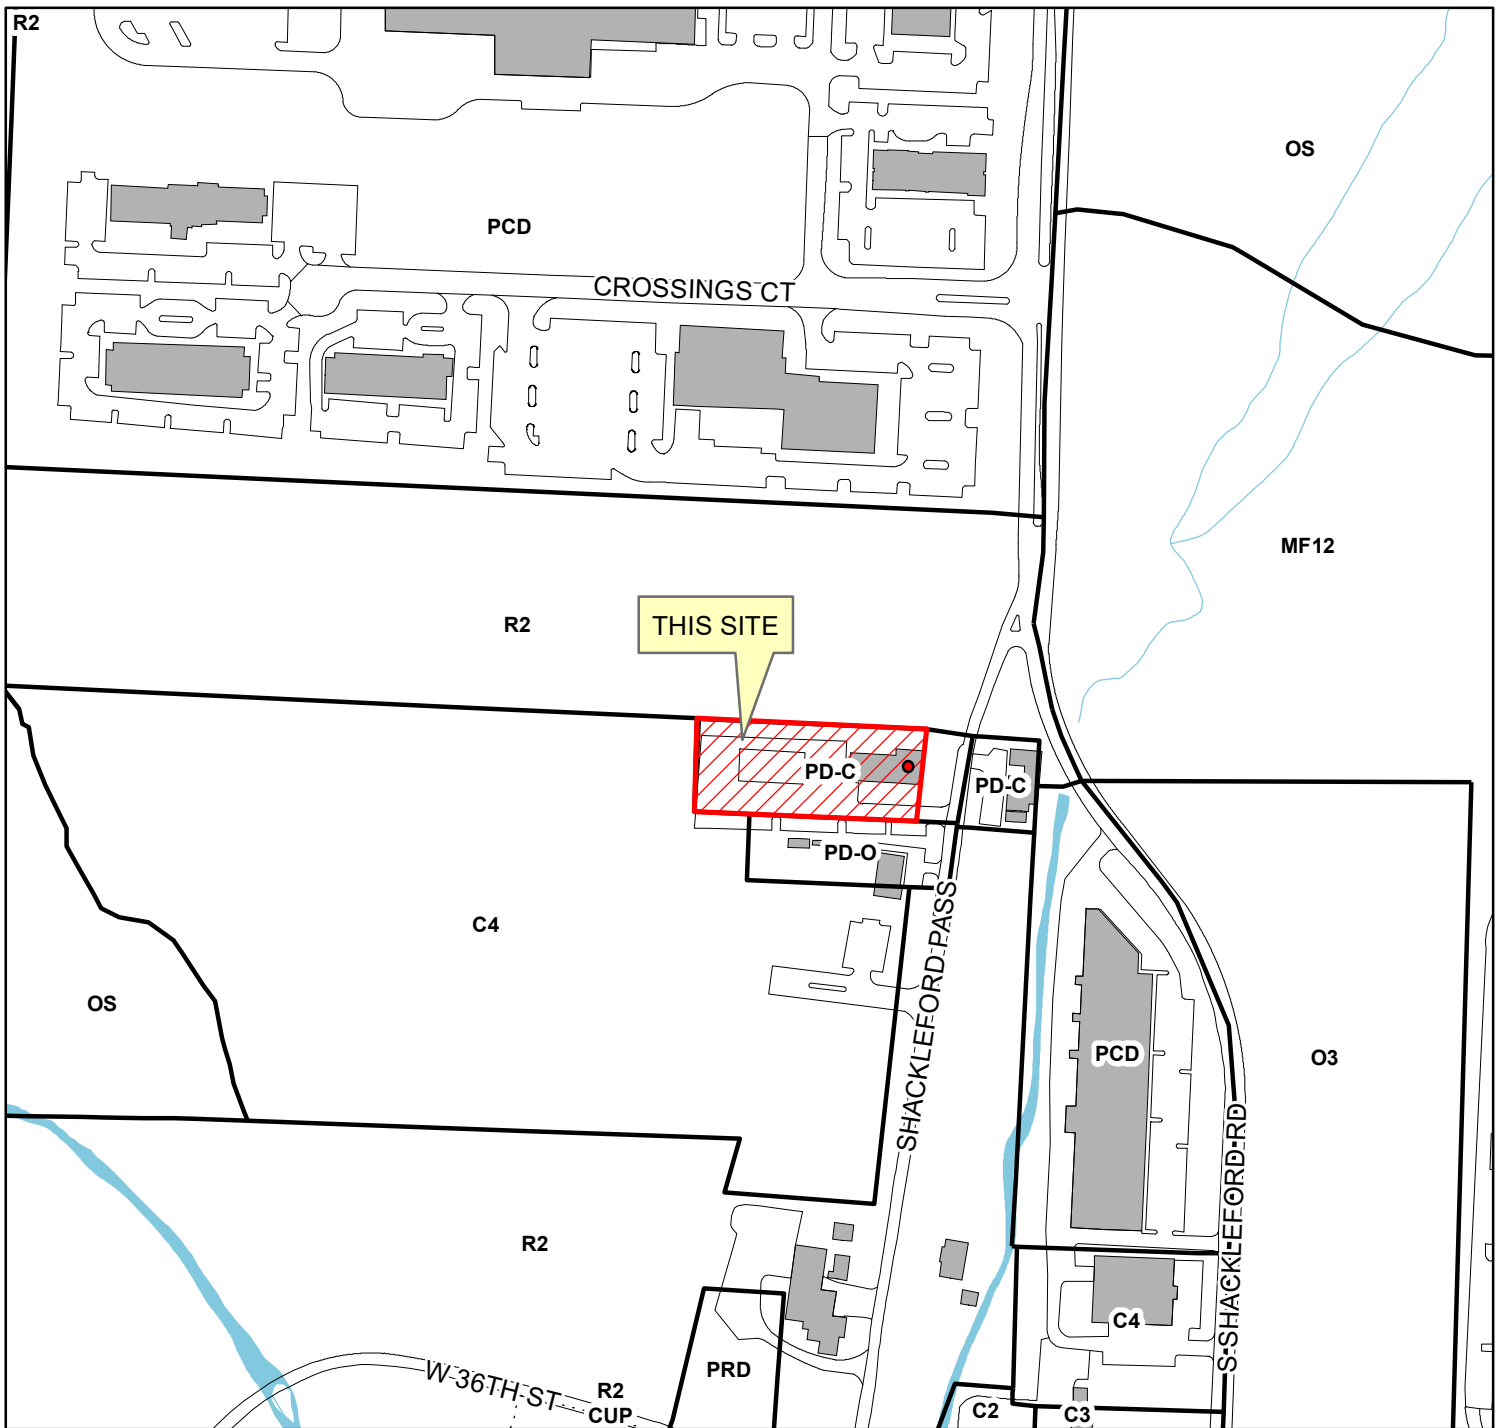 R2
OS
PCD
CROSSINGS CT
MF12
R2
THIS SITE
PD-C
PD-C
PD-O
C4
SHACKLEFORD PASS
OS
PCD
O3
S SHACKLEFORD RD
R2
C4
PRD
W 36TH ST
R2
CUP
C2
C3